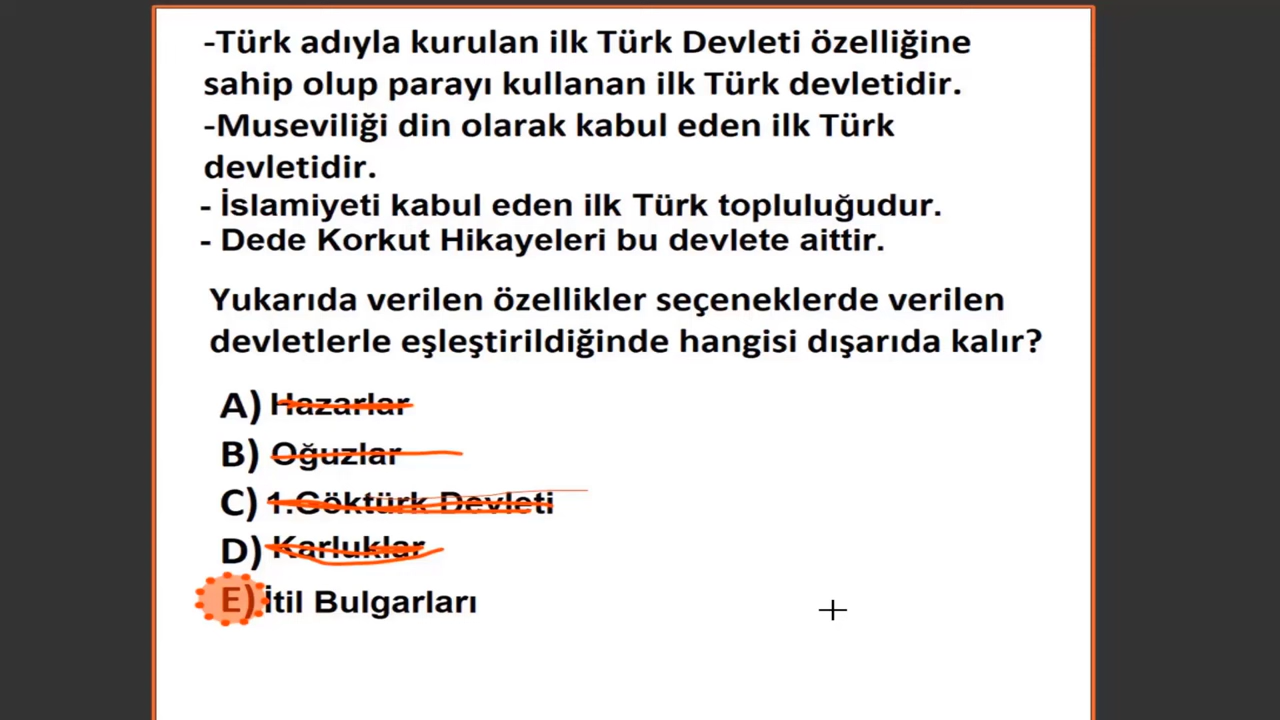 -Türk adıyla kurulan ilk Türk Devleti özelliğine
sahip olup parayı kullanan ilk Türk devletidir.
-Museviliği din olarak kabul eden ilk Türk
devletidir.
- İslamiyeti kabul eden ilk Türk topluluğudur.
- Dede Korkut Hikayeleri bu devlete aittir.
Yukarıda verilen özellikler seçeneklerde verilen
devletlerle eşleştirildiğinde hangisi dışarıda kalır?
A) Hazarlar
B) Oğuzlar
C) 1.Göktürk Devleti
D) Karluklar
E) İtil Bulgarları